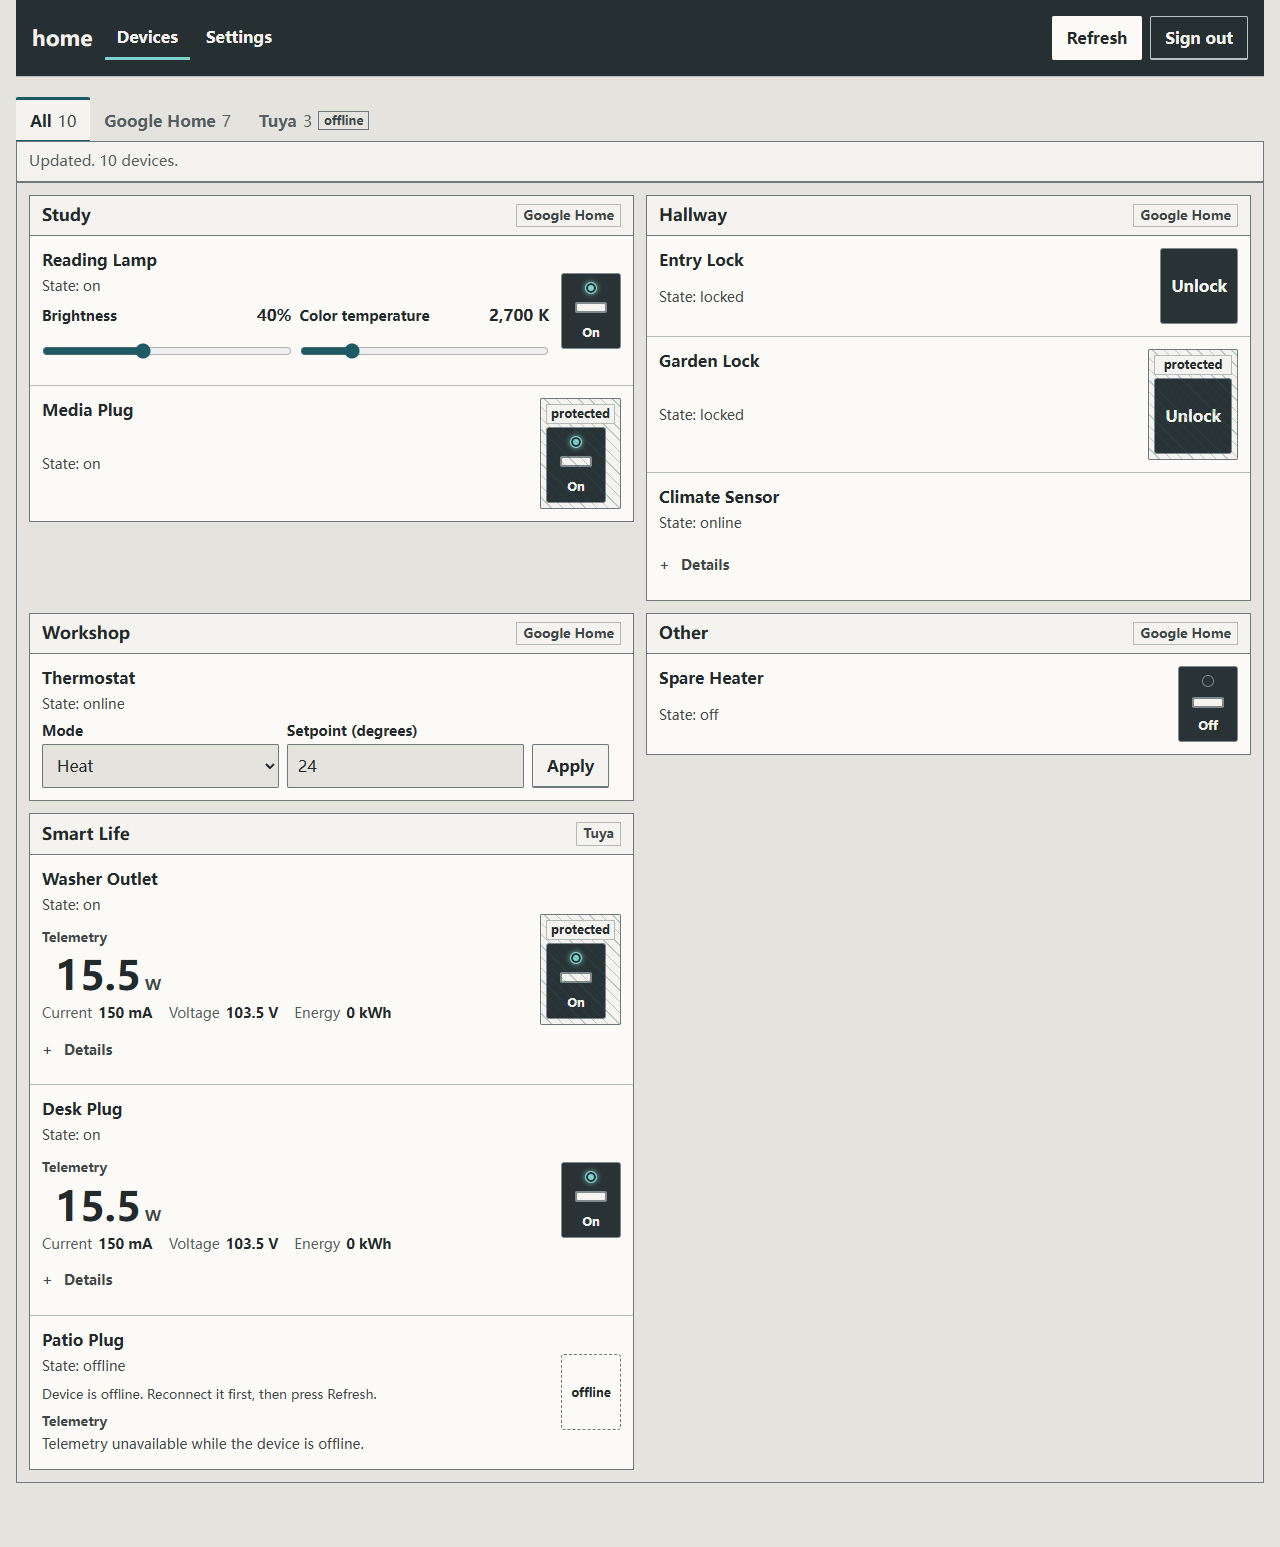 home Devices Settings Refresh Sign out
All 10 Google Home 7 Tuya 3 offline
Updated. 10 devices.
Study Google Home
Reading Lamp
State: on
Brightness 40% Color temperature 2,700 K
On
Media Plug
protected
State: on
On
Hallway Google Home
Entry Lock
State: locked
Unlock
Garden Lock
protected
State: locked
Unlock
Climate Sensor
State: online
+ Details
Workshop Google Home
Thermostat
State: online
Mode Setpoint (degrees)
Heat 24 Apply
Other Google Home
Spare Heater
State: off
Off
Smart Life Tuya
Washer Outlet
State: on
protected
Telemetry
15.5 W
On
Current 150 mA Voltage 103.5 V Energy 0 kWh
+ Details
Desk Plug
State: on
Telemetry
15.5 W
On
Current 150 mA Voltage 103.5 V Energy 0 kWh
+ Details
Patio Plug
State: offline
offline
Device is offline. Reconnect it first, then press Refresh.
Telemetry
Telemetry unavailable while the device is offline.